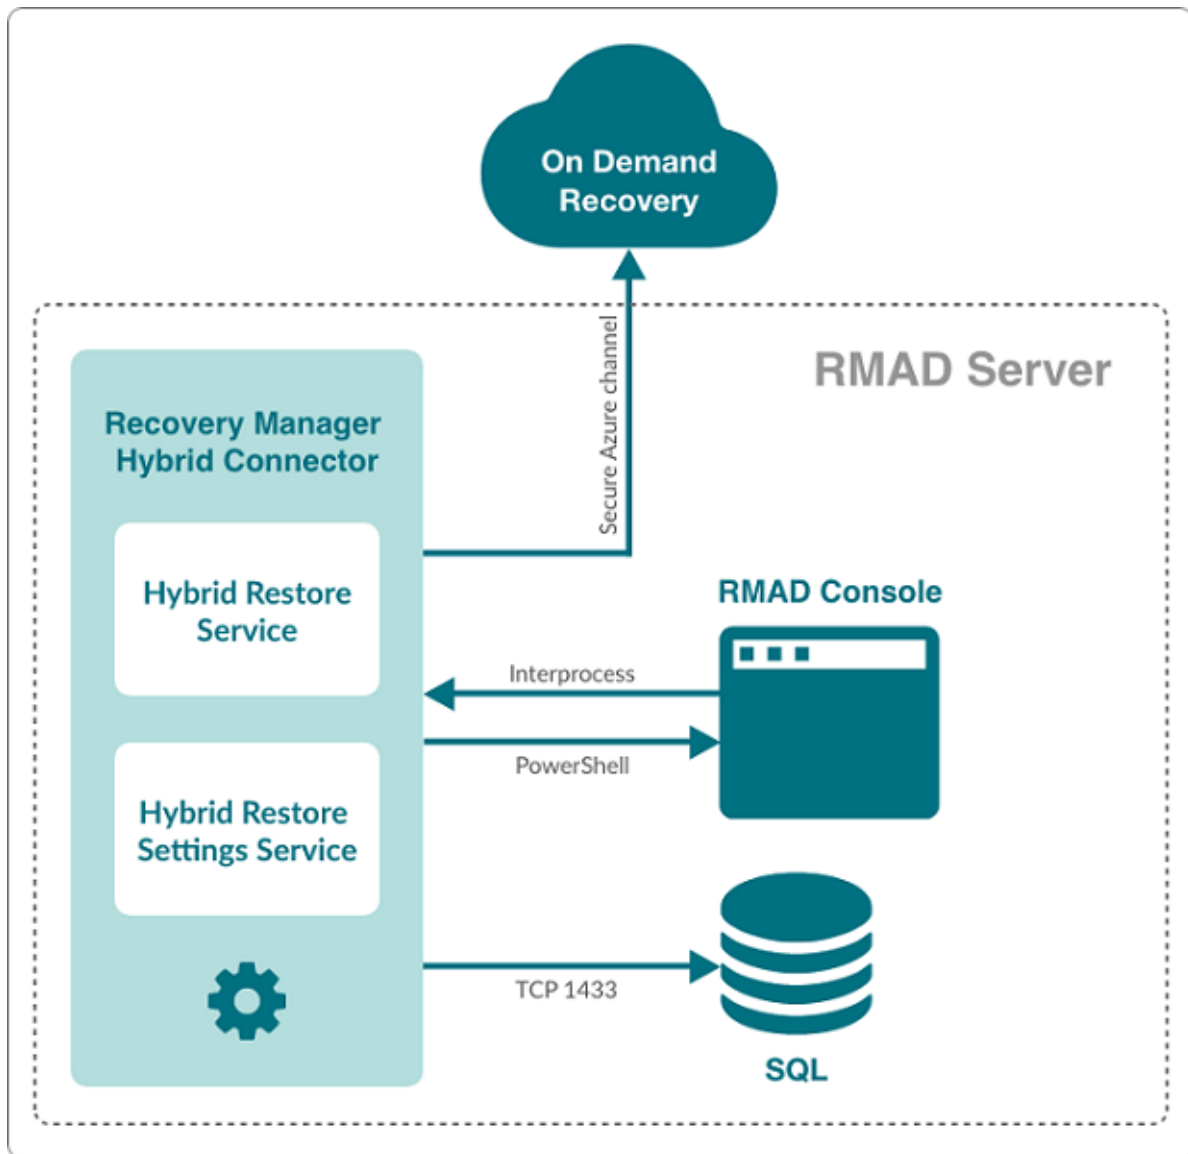 On Demand
Recovery
Secure Azure channel
RMAD Server
Recovery Manager
Hybrid Connector
Hybrid Restore
Service
RMAD Console
Interprocess
PowerShell
Hybrid Restore
Settings Service
TCP 1433
SQL